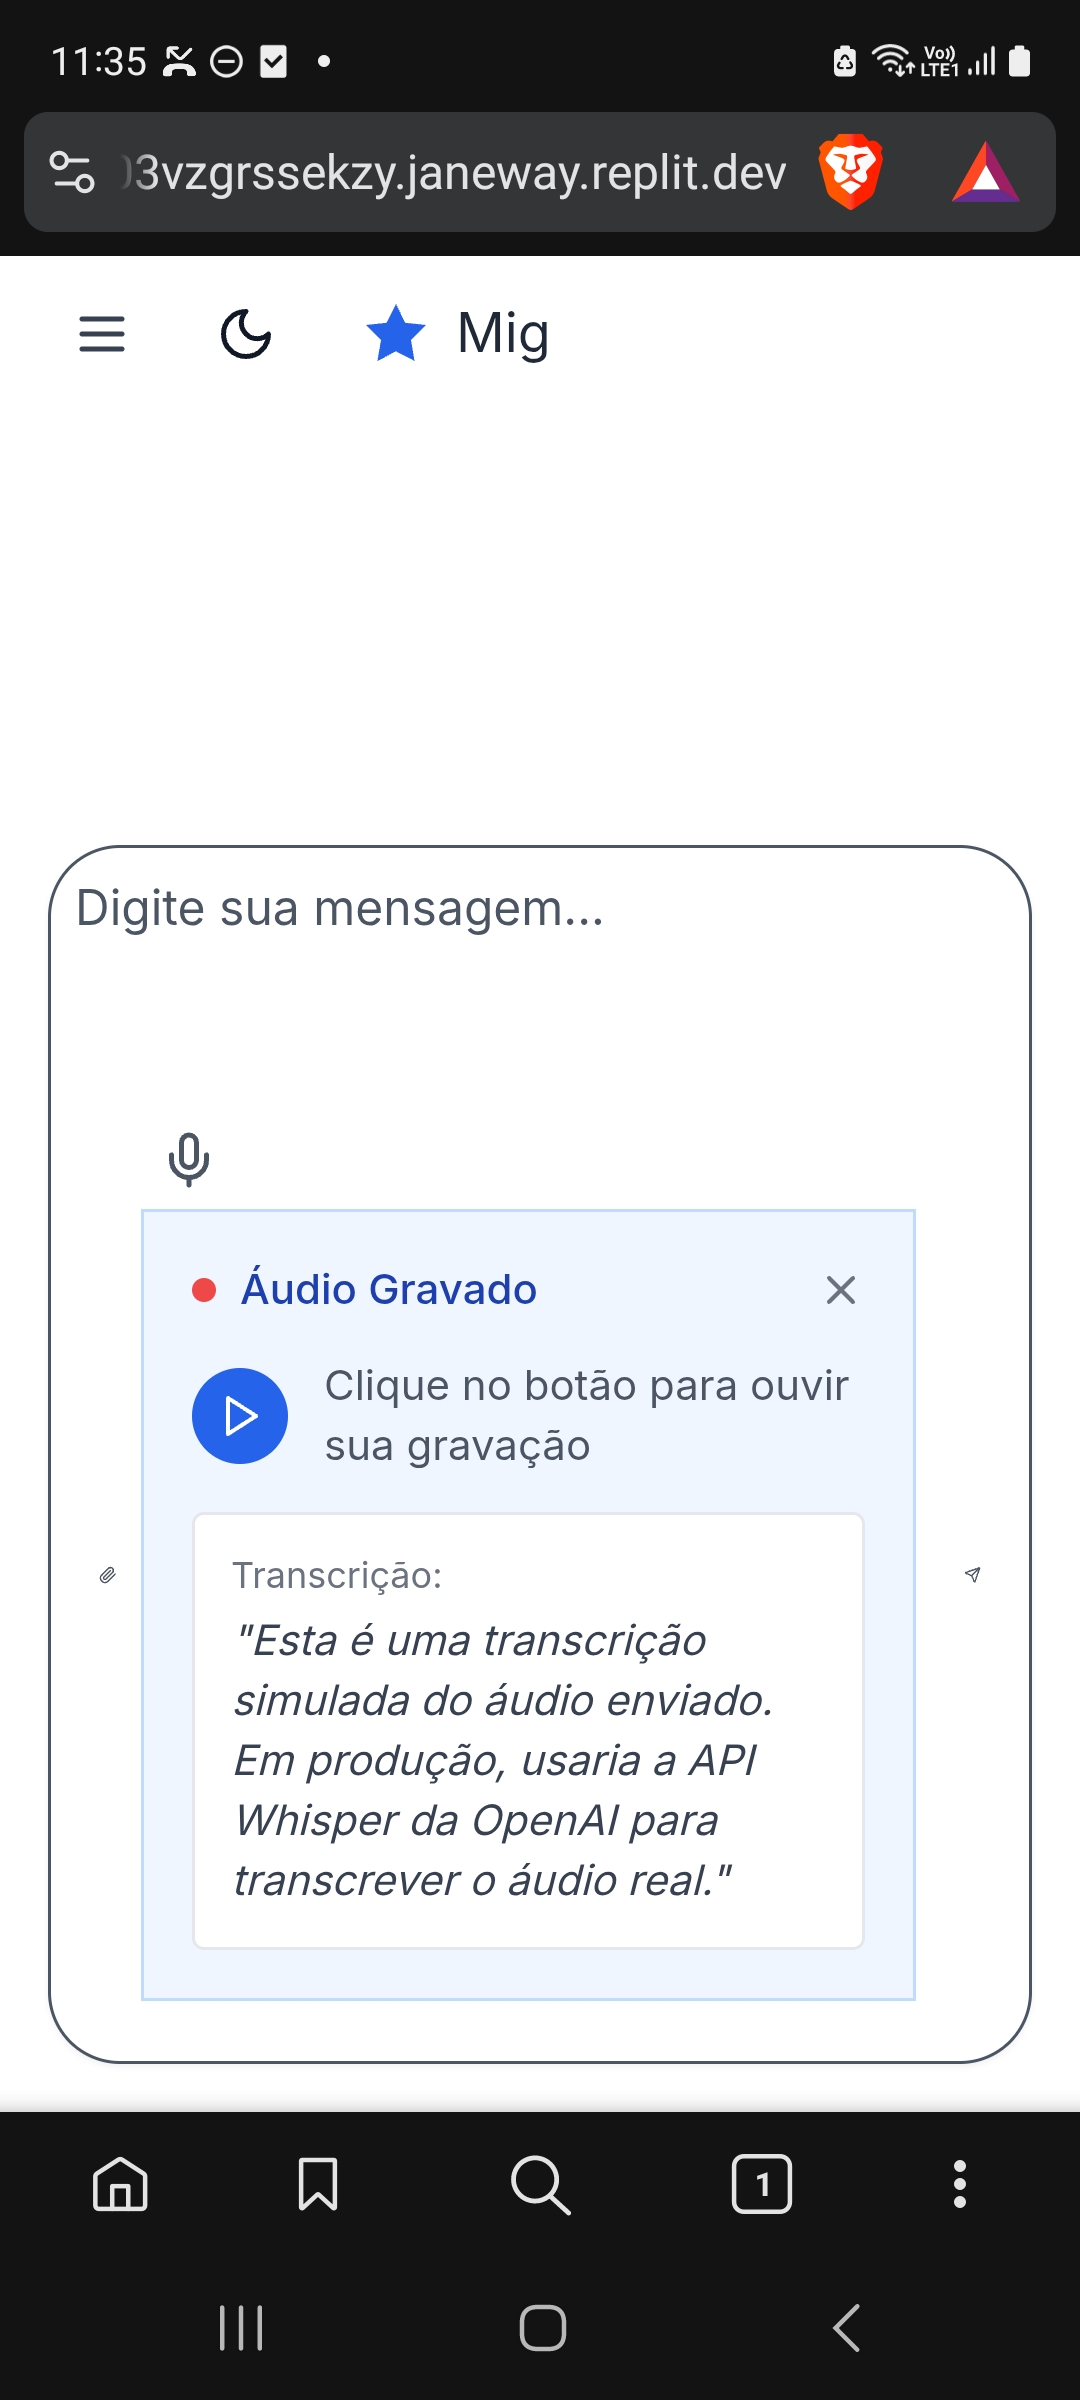 11:35
Vo))
LTE1
3vzgrssekzy.janeway.replit.dev
Mig
Digite sua mensagem...
Áudio Gravado
Clique no botão para ouvir
sua gravação
Transcrição:
"Esta é uma transcrição
simulada do áudio enviado.
Em produção, usaria a API
Whisper da OpenAI para
transcrever o áudio real."
1